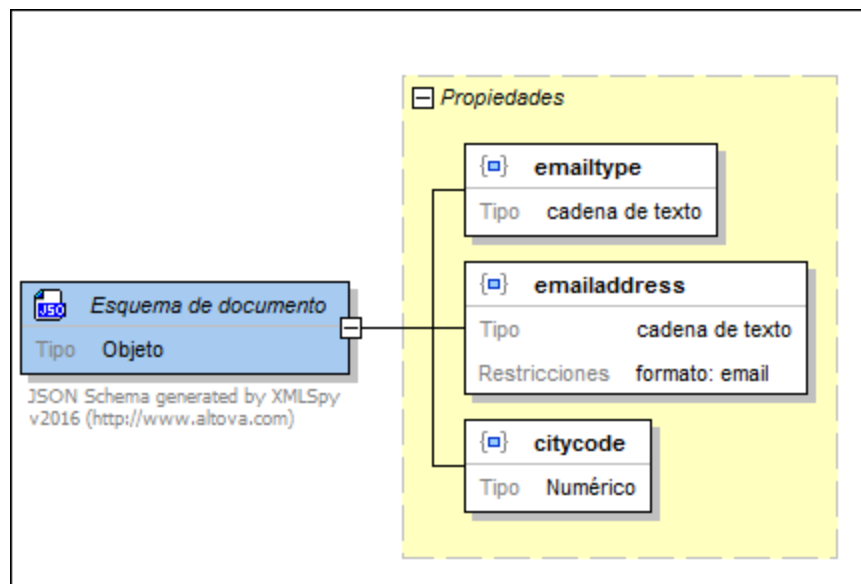 Propiedades
emailtype
Tipo cadena de texto
emailaddress
Tipo cadena de texto
Restricciones formato: email
citycode
Tipo Numérico
JSO Esquema de documento
Tipo Objeto
JSON Schema generated by XMLSpy
v2016 (http://www.altova.com)